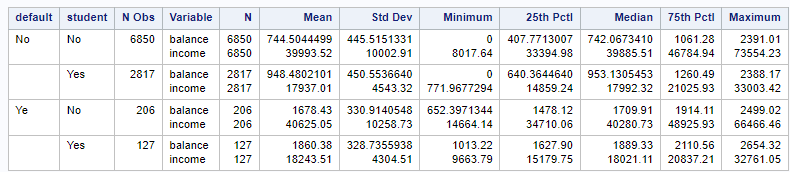 default student N Obs Variable N Mean Std Dev Minimum 25th Pctl Median 75th Pctl Maximum
No No 6850 balance 6850 744.5044499 445.5151331 0 407.7713007 742.0673410 1061.28 2391.01
income 6850 39993.52 10002.91 8017.64 33394.98 39885.51 46784.94 73554.23
Yes 2817 balance 2817 948.4802101 450.5536640 0 640.3644640 953.1305453 1260.49 2388.17
income 2817 17937.01 4543.32 771.9677294 14859.24 17992.32 21025.93 33003.42
Ye No 206 balance 206 1678.43 330.9140548 652.3971344 1478.12 1709.91 1914.11 2499.02
income 206 40625.05 10258.73 14664.14 34710.06 40280.73 48925.93 66466.46
Yes 127 balance 127 1860.38 328.7355938 1013.22 1627.90 1889.33 2110.56 2654.32
income 127 18243.51 4304.51 9663.79 15179.75 18021.11 20837.21 32761.05